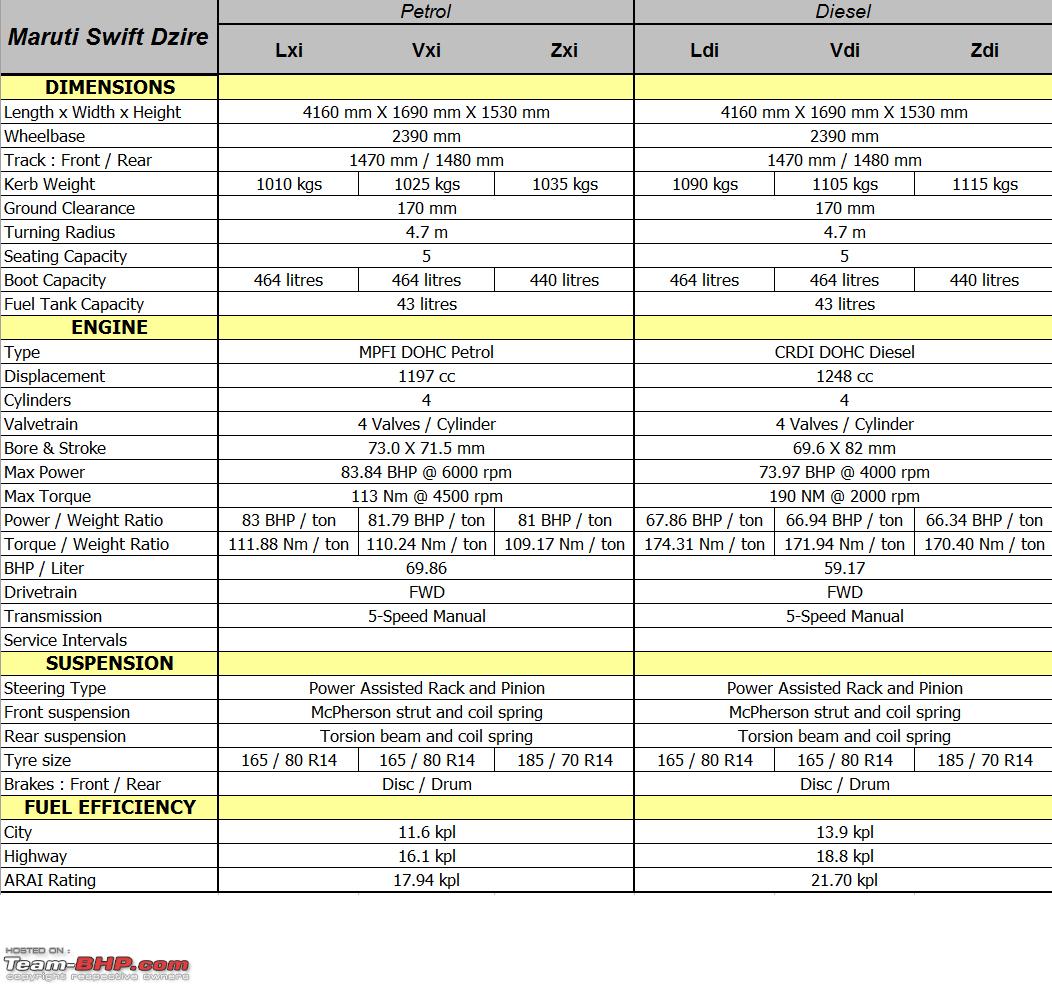 Maruti Swift Dzire Petrol Diesel
Lxi Vxi Zxi Ldi Vdi Zdi
DIMENSIONS
Length x Width x Height 4160 mm X 1690 mm X 1530 mm 4160 mm X 1690 mm X 1530 mm
Wheelbase 2390 mm 2390 mm
Track : Front / Rear 1470 mm / 1480 mm 1470 mm / 1480 mm
Kerb Weight 1010 kgs 1025 kgs 1035 kgs 1090 kgs 1105 kgs 1115 kgs
Ground Clearance 170 mm 170 mm
Turning Radius 4.7 m 4.7 m
Seating Capacity 5 5
Boot Capacity 464 litres 464 litres 440 litres 464 litres 464 litres 440 litres
Fuel Tank Capacity 43 litres 43 litres
ENGINE
Type MPFI DOHC Petrol CRDI DOHC Diesel
Displacement 1197 cc 1248 cc
Cylinders 4 4
Valvetrain 4 Valves / Cylinder 4 Valves / Cylinder
Bore & Stroke 73.0 X 71.5 mm 69.6 X 82 mm
Max Power 83.84 BHP @ 6000 rpm 73.97 BHP @ 4000 rpm
Max Torque 113 Nm @ 4500 rpm 190 NM @ 2000 rpm
Power / Weight Ratio 83 BHP / ton 81.79 BHP / ton 81 BHP / ton 67.86 BHP / ton 66.94 BHP / ton 66.34 BHP / ton
Torque / Weight Ratio 111.88 Nm / ton 110.24 Nm / ton 109.17 Nm / ton 174.31 Nm / ton 171.94 Nm / ton 170.40 Nm / ton
BHP / Liter 69.86 59.17
Drivetrain FWD FWD
Transmission 5-Speed Manual 5-Speed Manual
Service Intervals
SUSPENSION
Steering Type Power Assisted Rack and Pinion Power Assisted Rack and Pinion
Front suspension McPherson strut and coil spring McPherson strut and coil spring
Rear suspension Torsion beam and coil spring Torsion beam and coil spring
Tyre size 165 / 80 R14 165 / 80 R14 185 / 70 R14 165 / 80 R14 165 / 80 R14 185 / 70 R14
Brakes : Front / Rear Disc / Drum Disc / Drum
FUEL EFFICIENCY
City 11.6 kpl 13.9 kpl
Highway 16.1 kpl 18.8 kpl
ARAI Rating 17.94 kpl 21.70 kpl
HOSTED ON :
Team-BHP.com
copyright respective owners